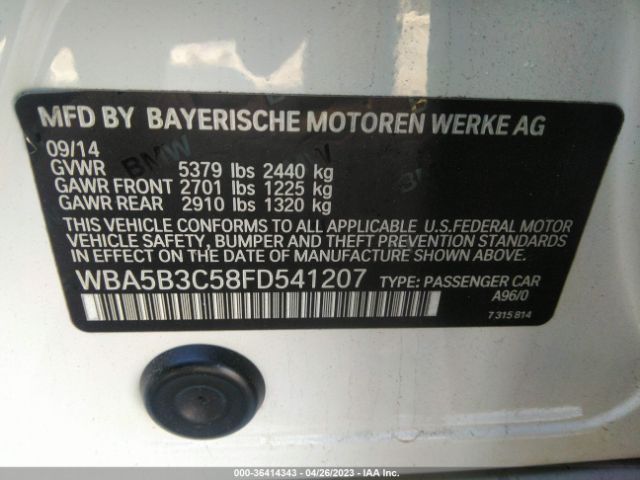 MFD BY BAYERISCHE MOTOREN WERKE AG
09/14
GVWR 5379 lbs 2440 kg
GAWR FRONT 2701 lbs 1225 kg
GAWR REAR 2910 lbs 1320 kg
THIS VEHICLE CONFORMS TO ALL APPLICABLE U.S.FEDERAL MOTOR
VEHICLE SAFETY, BUMPER, AND THEFT PREVENTION STANDARDS
IN EFFECT ON THE DATE OF MANUFACTURE SHOWN ABOVE.
WBA5B3C58FD541207 TYPE: PASSENGER CAR
A96/0
7 315 814
BMW
BMW
BMW
000-36414343 / 04/26/2023 / IAA Inc.